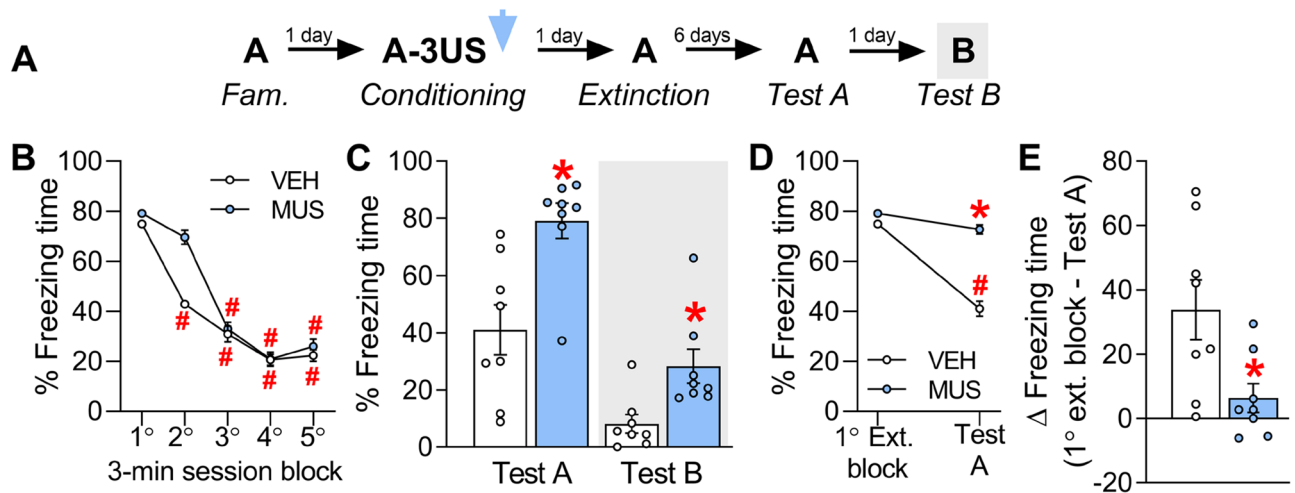 A
A 1 day A-3US 1 day A 6 days A 1 day B
Fam. Conditioning Extinction Test A Test B
B
% Freezing time
100
80
60
40
20
0
VEH
MUS
#
#
#
#
#
#
#
1° 2° 3° 4° 5°
3-min session block
C
% Freezing time
100
80
60
40
20
0
*
*
Test A Test B
D
% Freezing time
100
80
60
40
20
0
*
#
VEH
MUS
1° Ext.
block
Test
A
E
Δ Freezing time
(1° ext. block - Test A)
80
60
40
20
0
-20
*